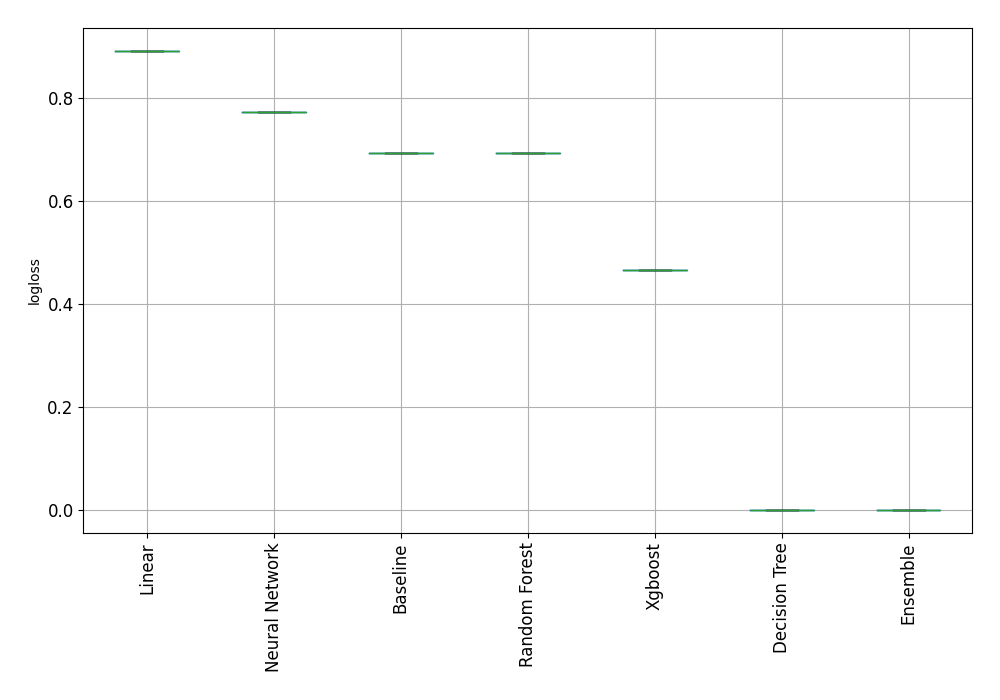 logloss
0.8
0.6
0.4
0.2
0.0
Linear
Neural Network
Baseline
Random Forest
Xgboost
Decision Tree
Ensemble